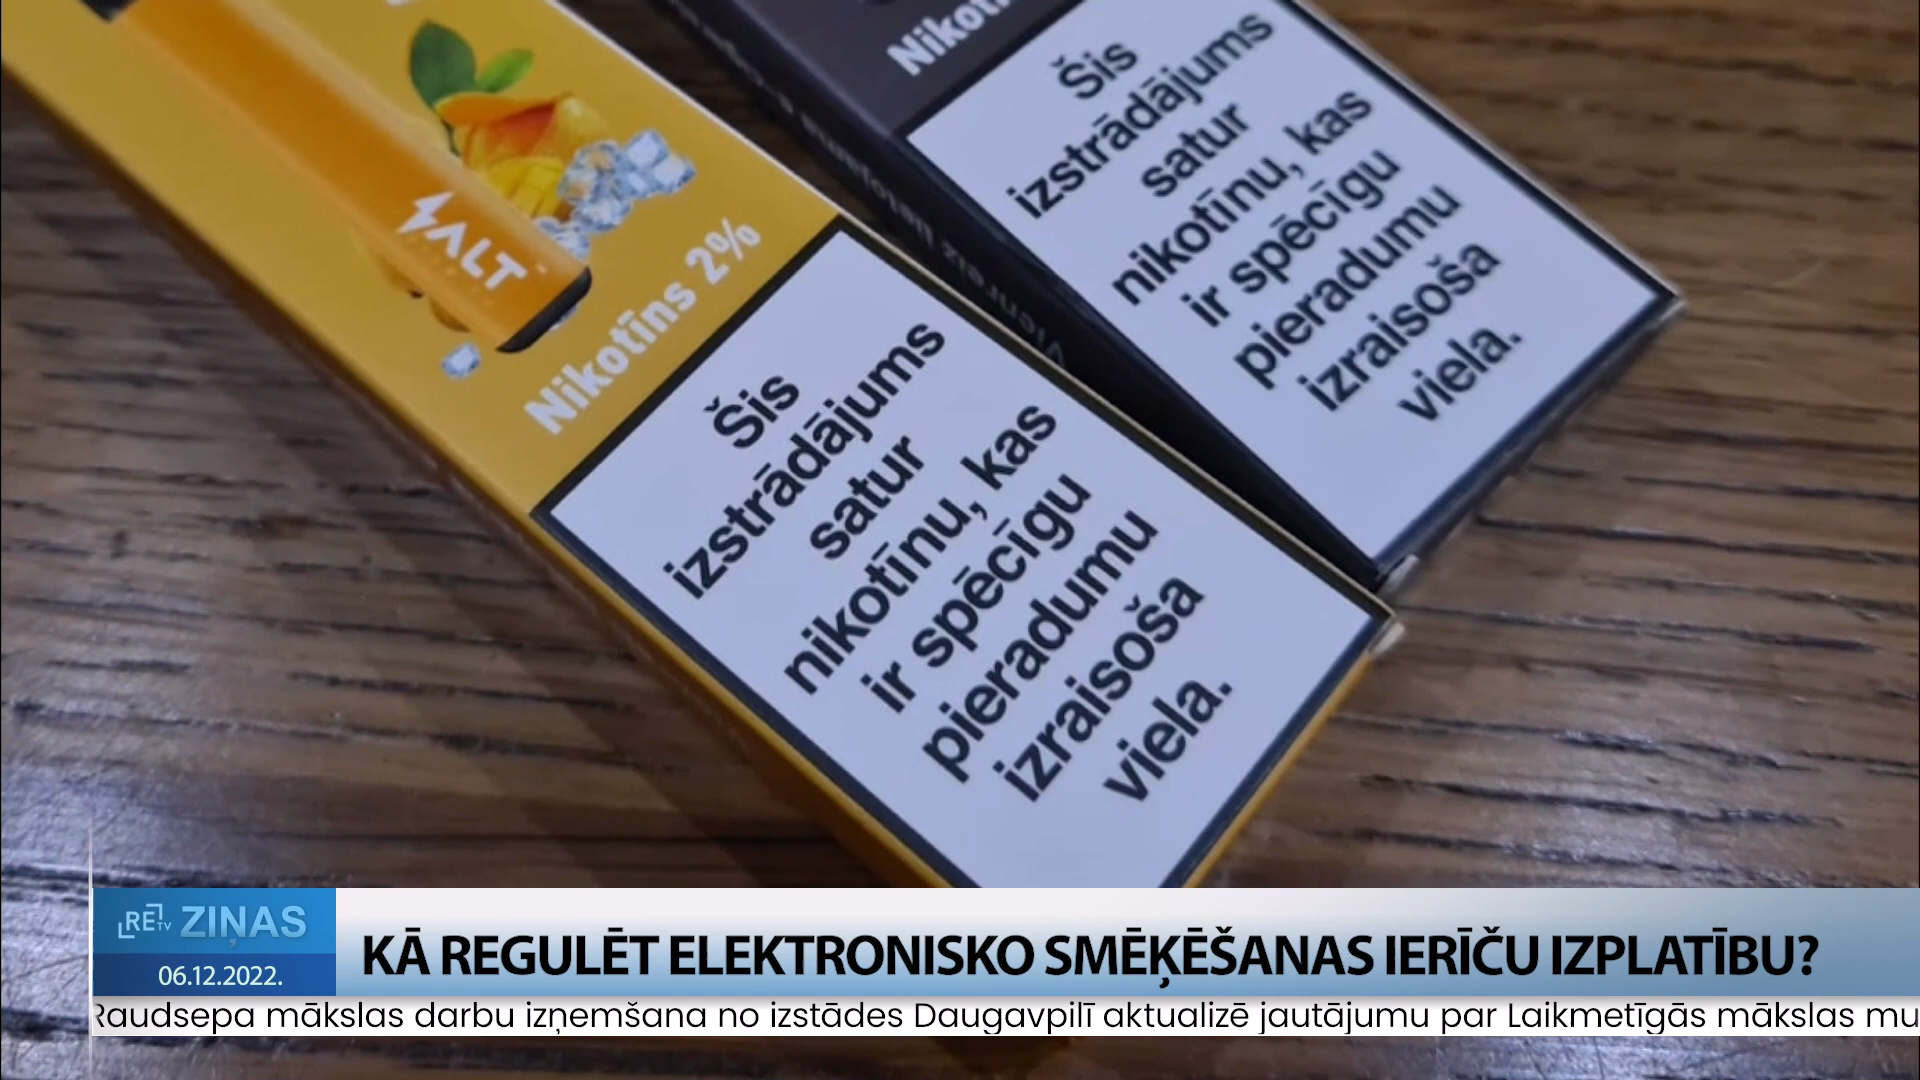 SALT
Nikotīns 2%
Šis
izstrādājums
satur
nikotīnu, kas
ir spēcīgu
pieradumu
izraisoša
viela.
Šis
izstrādājums
satur
nikotīnu, kas
ir spēcīgu
pieradumu
izraisoša
viela.
RE TV ZIŅAS
06.12.2022.
KĀ REGULĒT ELEKTRONISKO SMĒĶĒŠANAS IERĪČU IZPLATĪBU?
Raudsepa mākslas darbu izņemšana no izstādes Daugavpilī aktualizē jautājumu par Laikmetīgās mākslas mu